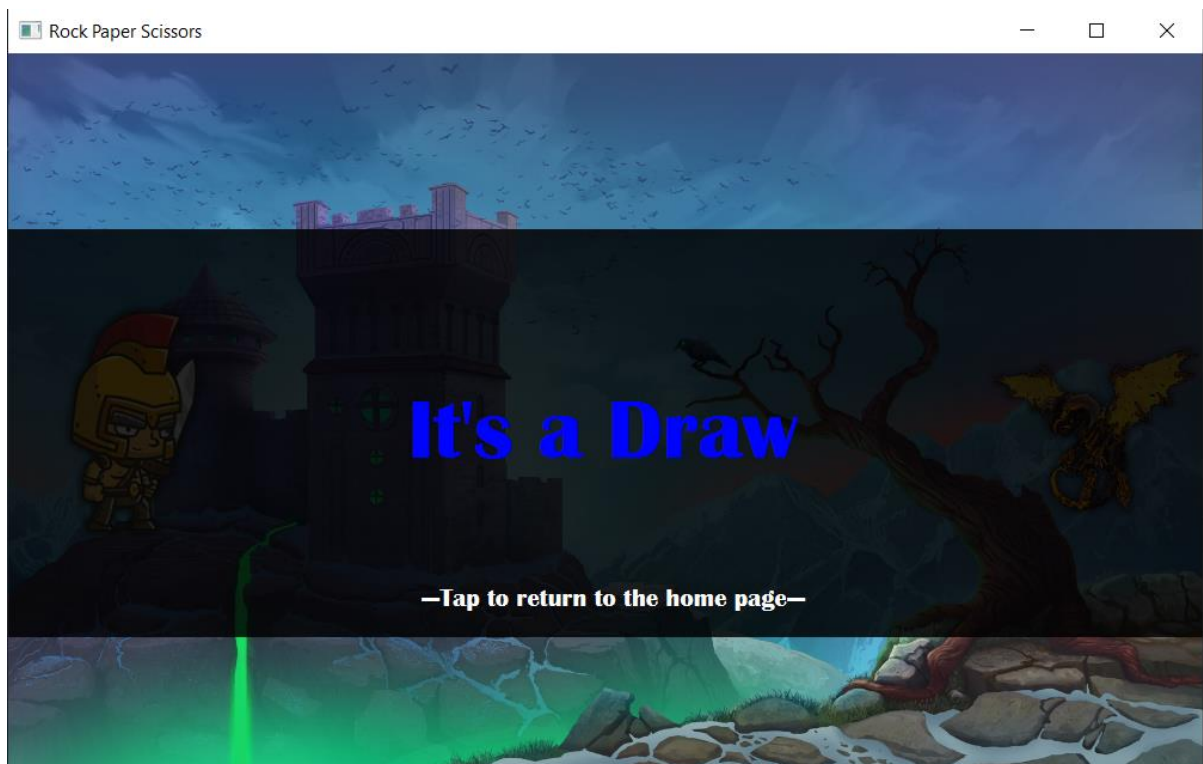 Rock Paper Scissors
It's a Draw
—Tap to return to the home page—